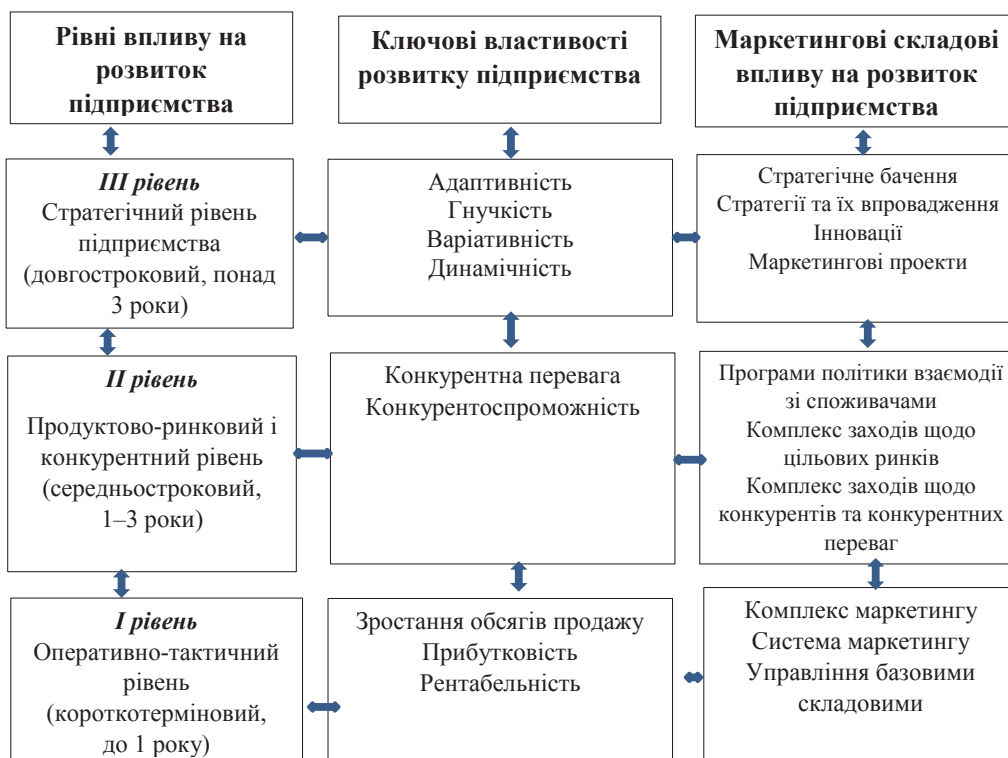 Рівні впливу на
розвиток
підприємства
Ключові властивості
розвитку підприємства
Маркетингові складові
впливу на розвиток
підприємства
III рівень
Стратегічний рівень
підприємства
(довгостроковий, понад
3 роки)
Адаптивність
Гнучкість
Варіативність
Динамічність
Стратегічне бачення
Стратегії та їх впровадження
Інновації
Маркетингові проекти
II рівень
Продуктово-ринковий і
конкурентний рівень
(середньостроковий,
1–3 роки)
Конкурентна перевага
Конкурентоспроможність
Програми політики взаємодії
зі споживачами
Комплекс заходів щодо
цільових ринків
Комплекс заходів щодо
конкурентів та конкурентних
переваг
I рівень
Оперативно-тактичний
рівень
(короткотерміновий,
до 1 року)
Зростання обсягів продажу
Прибутковість
Рентабельність
Комплекс маркетингу
Система маркетингу
Управління базовими
складовими